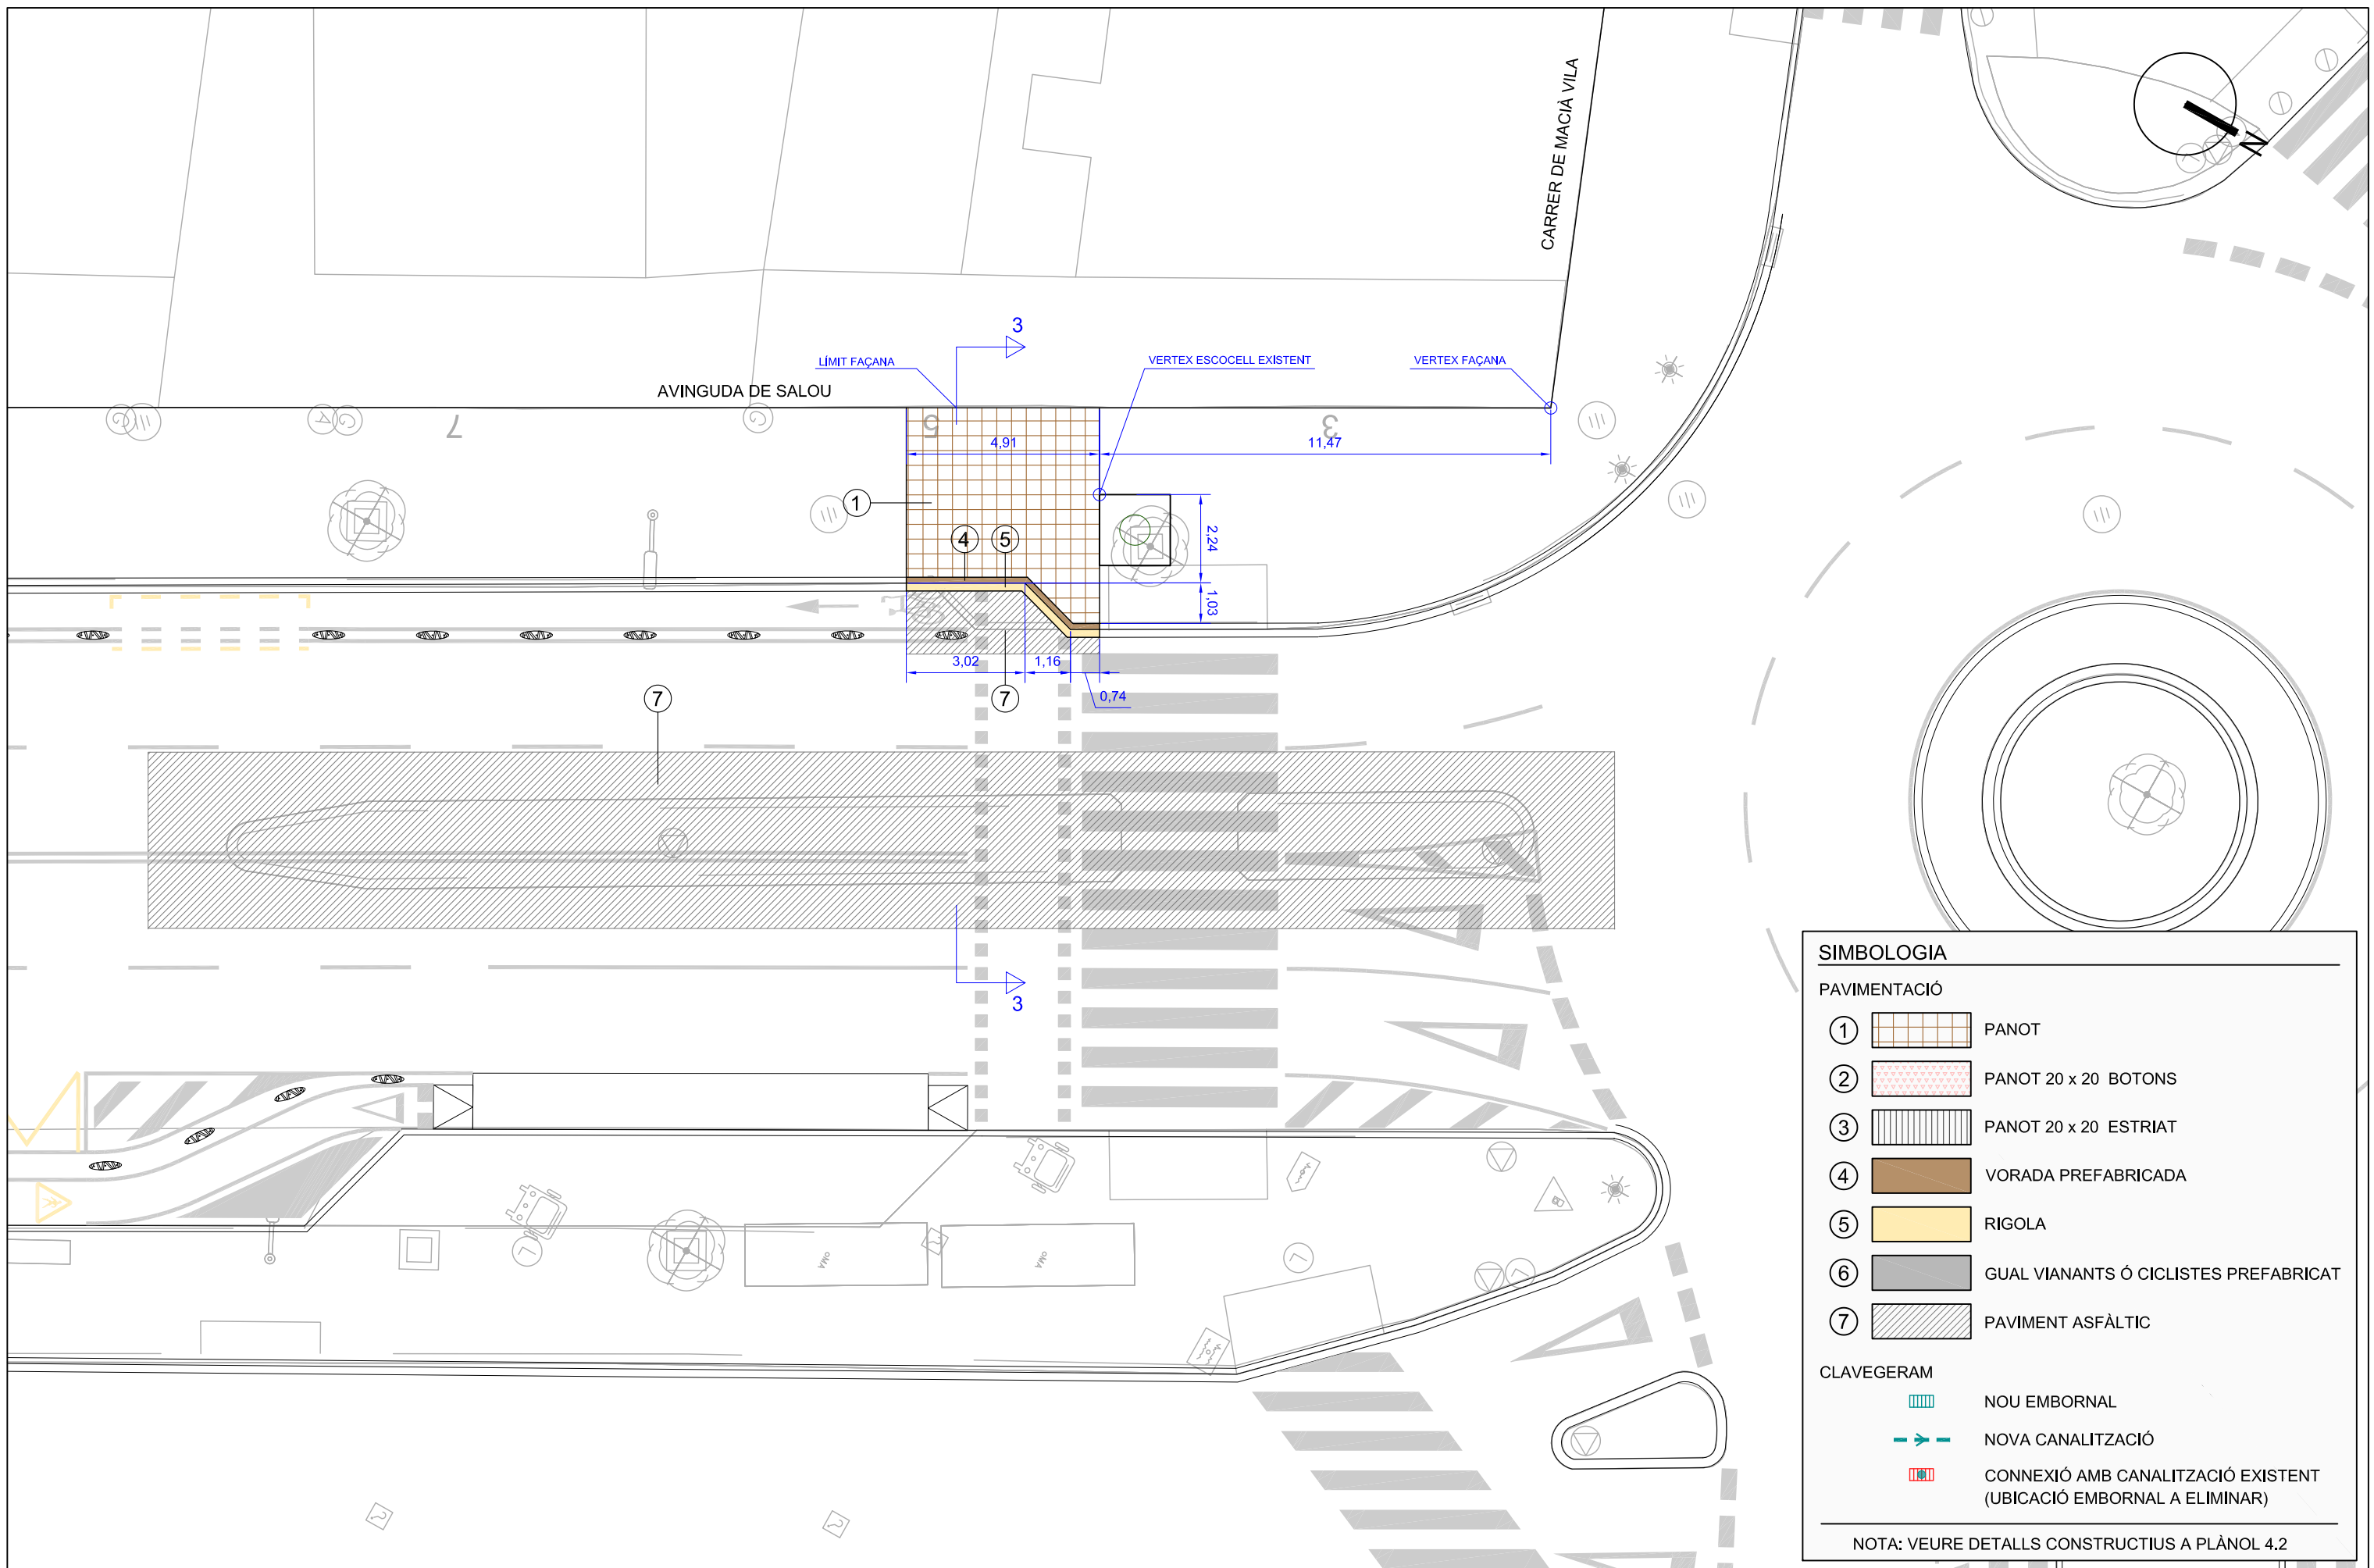 CARRER DE MACIÀ VILA
N
3
LÍMIT FAÇANA
VERTEX ESCOCELL EXISTENT
VERTEX FAÇANA
AVINGUDA DE SALOU
7
5
3
4,91
11,47
1
4
5
2,24
1,03
3,02
1,16
0,74
7
7
3
SIMBOLOGIA
PAVIMENTACIÓ
1 PANOT
2 PANOT 20 x 20 BOTONS
3 PANOT 20 x 20 ESTRIAT
4 VORADA PREFABRICADA
5 RIGOLA
6 GUAL VIANANTS Ó CICLISTES PREFABRICAT
7 PAVIMENT ASFÀLTIC
CLAVEGERAM
NOU EMBORNAL
NOVA CANALITZACIÓ
CONNEXIÓ AMB CANALITZACIÓ EXISTENT
(UBICACIÓ EMBORNAL A ELIMINAR)
NOTA: VEURE DETALLS CONSTRUCTIUS A PLÀNOL 4.2